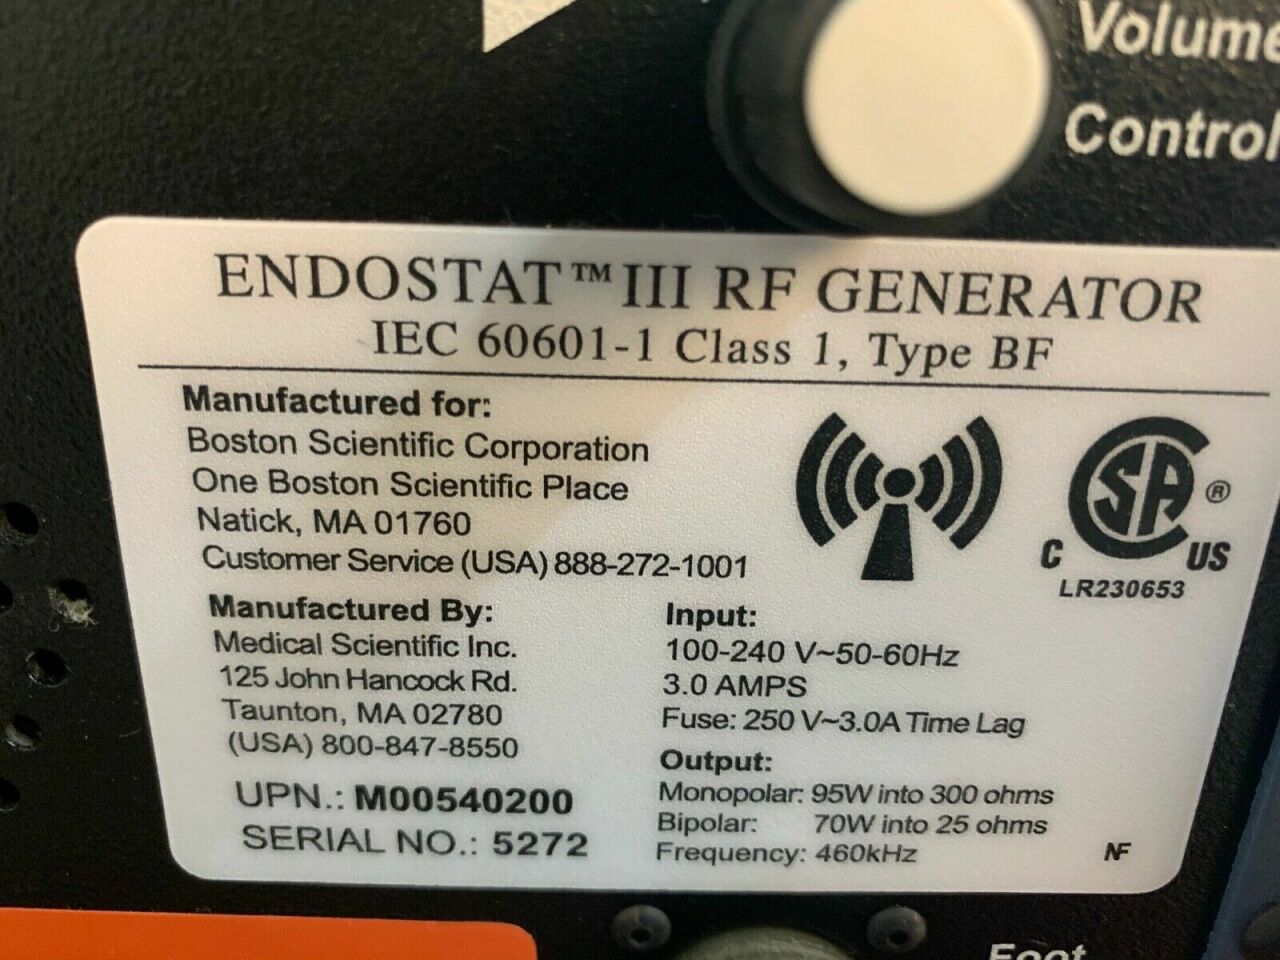 Volume
Control
ENDOSTAT™ III RF GENERATOR
IEC 60601-1 Class 1, Type BF
Manufactured for:
Boston Scientific Corporation
One Boston Scientific Place
Natick, MA 01760
Customer Service (USA) 888-272-1001
SA ®
C US
LR230653
Manufactured By:
Medical Scientific Inc.
125 John Hancock Rd.
Taunton, MA 02780
(USA) 800-847-8550
UPN.: M00540200
SERIAL NO.: 5272
Input:
100-240 V~50-60Hz
3.0 AMPS
Fuse: 250 V~3.0A Time Lag
Output:
Monopolar: 95W into 300 ohms
Bipolar: 70W into 25 ohms
Frequency: 460kHz
NF
Foot